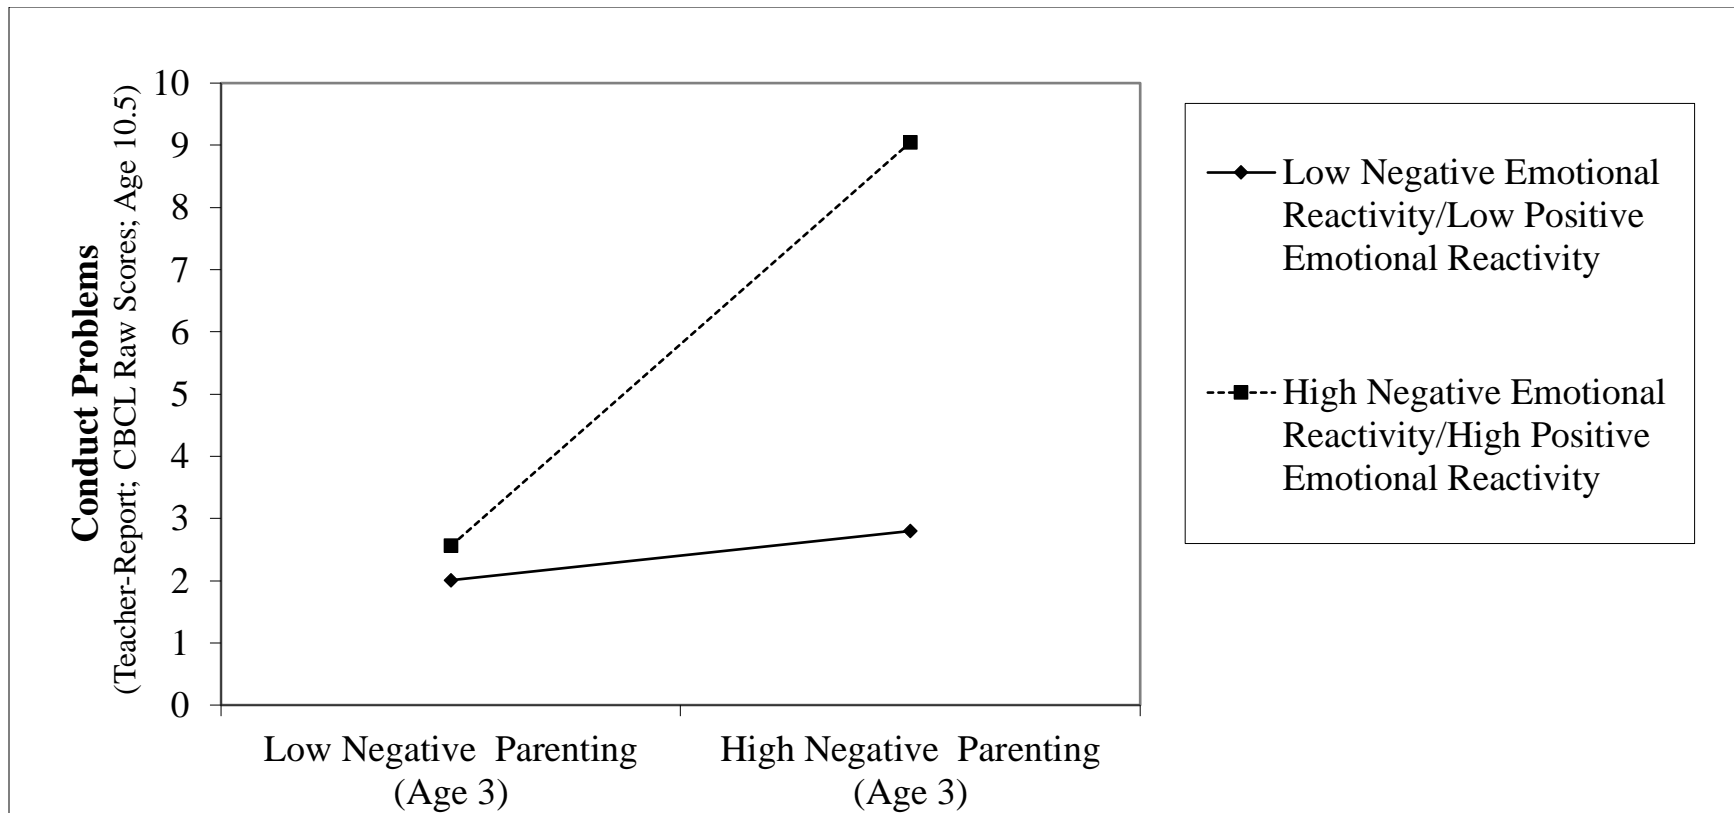 Conduct Problems
(Teacher-Report; CBCL Raw Scores; Age 10.5)
10
9
8
7
6
5
4
3
2
1
0
Low Negative Parenting
(Age 3)
High Negative Parenting
(Age 3)
Low Negative Emotional
Reactivity/Low Positive
Emotional Reactivity
High Negative Emotional
Reactivity/High Positive
Emotional Reactivity